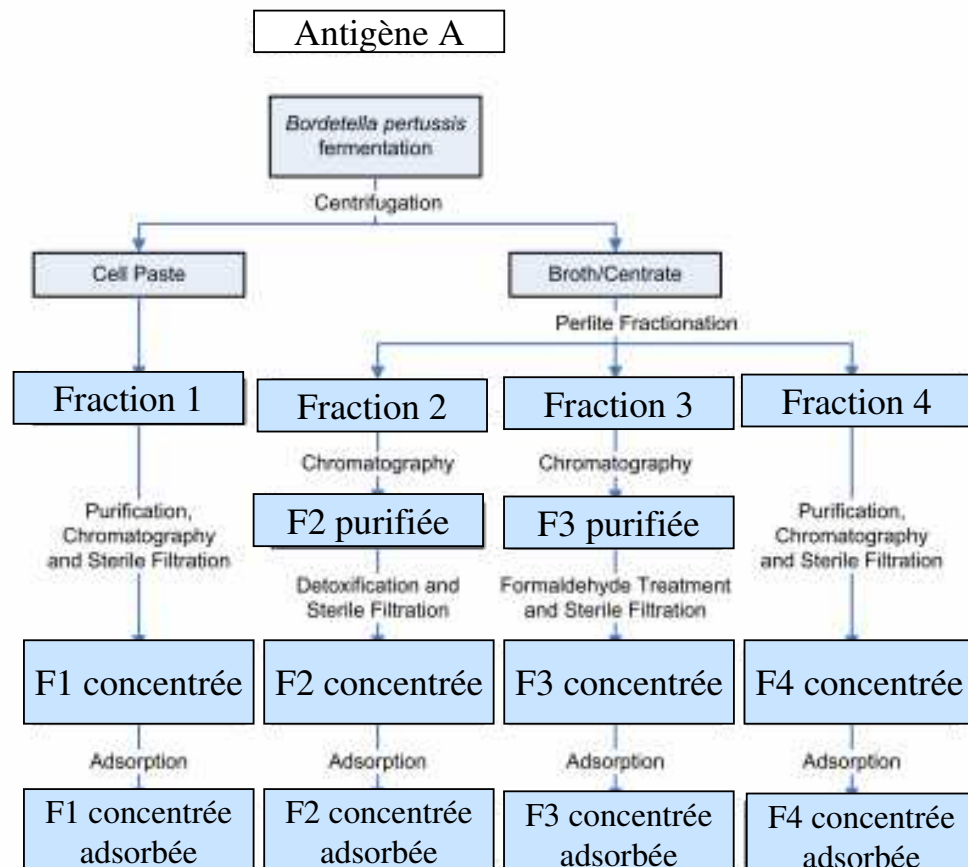 Antigène A
Bordetella pertussis
fermentation
Centrifugation
Cell Paste
Broth/Centrate
Perlite Fractionation
Fraction 1
Fraction 2
Fraction 3
Fraction 4
Chromatography
Chromatography
Purification,
Chromatography
and Sterile Filtration
F2 purifiée
F3 purifiée
Purification,
Chromatography
and Sterile Filtration
Detoxification and
Sterile Filtration
Formaldehyde Treatment
and Sterile Filtration
F1 concentrée
F2 concentrée
F3 concentrée
F4 concentrée
Adsorption
Adsorption
Adsorption
Adsorption
F1 concentrée
adsorbée
F2 concentrée
adsorbée
F3 concentrée
adsorbée
F4 concentrée
adsorbée